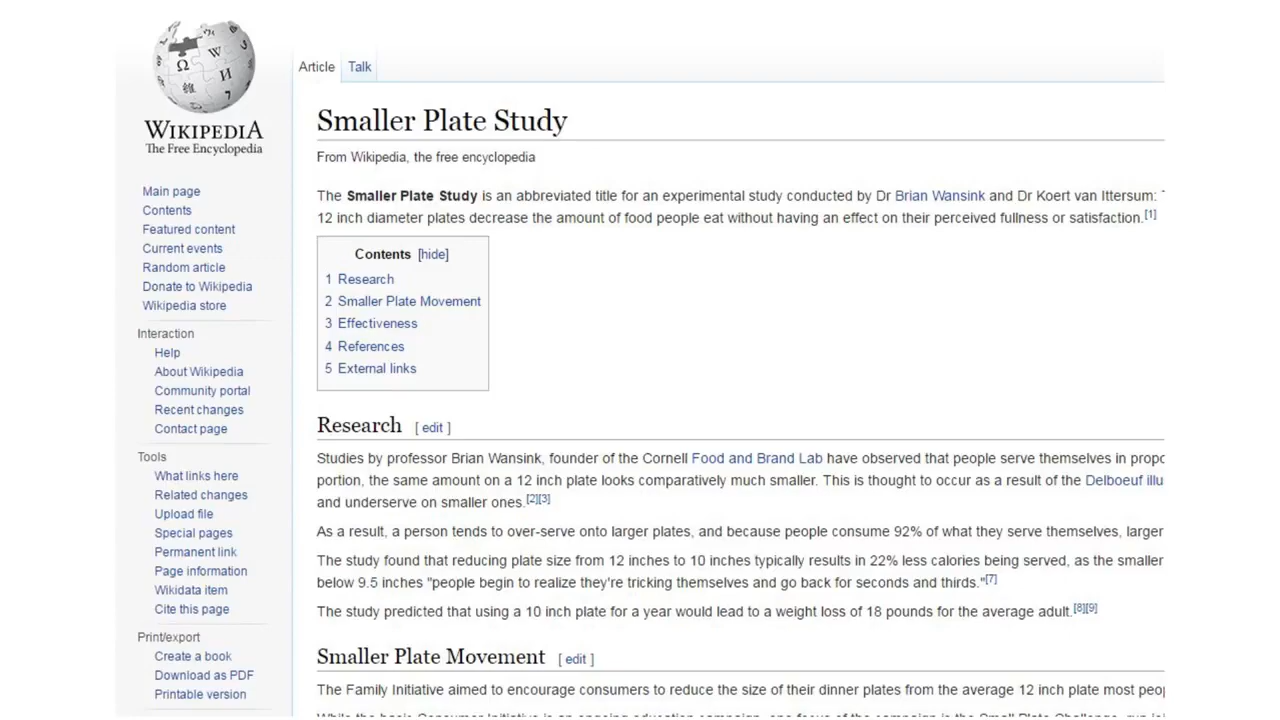 Article
Talk
WIKIPEDIA
The Free Encyclopedia
Main page
Contents
Featured content
Current events
Random article
Donate to Wikipedia
Wikipedia store
Interaction
Help
About Wikipedia
Community portal
Recent changes
Contact page
Tools
What links here
Related changes
Upload file
Special pages
Permanent link
Page information
Wikidata item
Cite this page
Print/export
Create a book
Download as PDF
Printable version
Smaller Plate Study
From Wikipedia, the free encyclopedia
The Smaller Plate Study is an abbreviated title for an experimental study conducted by Dr Brian Wansink and Dr Koert van Ittersum:
12 inch diameter plates decrease the amount of food people eat without having an effect on their perceived fullness or satisfaction.[1]
Contents [hide]
1 Research
2 Smaller Plate Movement
3 Effectiveness
4 References
5 External links
Research [ edit ]
Studies by professor Brian Wansink, founder of the Cornell Food and Brand Lab have observed that people serve themselves in propo
portion, the same amount on a 12 inch plate looks comparatively much smaller. This is thought to occur as a result of the Delboeuf illu
and underserve on smaller ones.[2][3]
As a result, a person tends to over-serve onto larger plates, and because people consume 92% of what they serve themselves, larger
The study found that reducing plate size from 12 inches to 10 inches typically results in 22% less calories being served, as the smaller
below 9.5 inches "people begin to realize they're tricking themselves and go back for seconds and thirds."[7]
The study predicted that using a 10 inch plate for a year would lead to a weight loss of 18 pounds for the average adult.[8][9]
Smaller Plate Movement [ edit ]
The Family Initiative aimed to encourage consumers to reduce the size of their dinner plates from the average 12 inch plate most peop